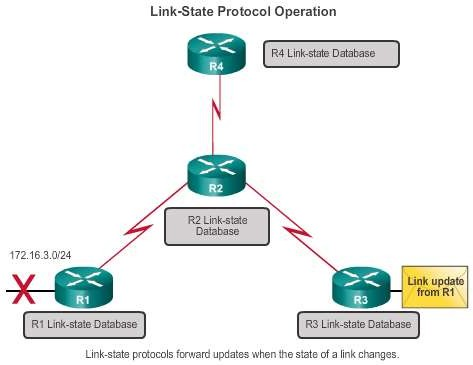 Link-State Protocol Operation
R4
R4 Link-state Database
R2
R2 Link-state
Database
172.16.3.0/24
R1
R3
Link update
from R1
R1 Link-state Database
R3 Link-state Database
Link-state protocols forward updates when the state of a link changes.